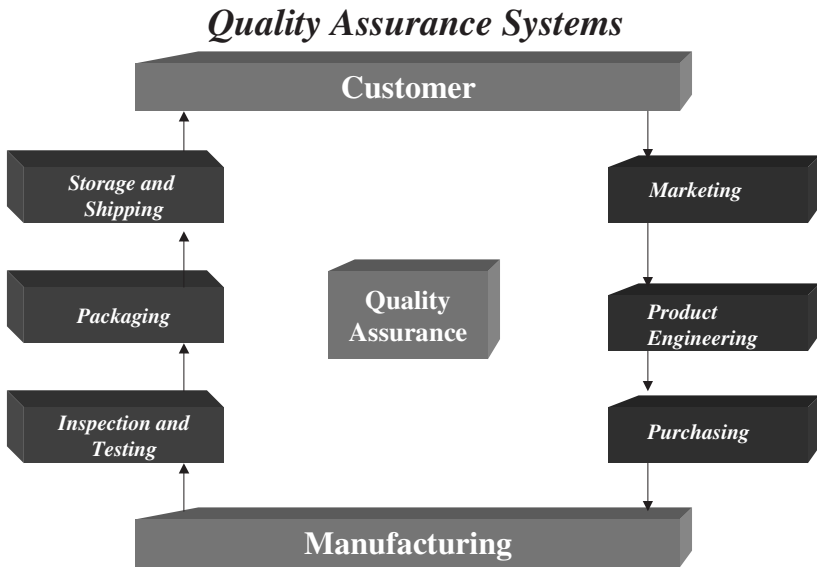 Quality Assurance Systems
Customer
Storage and
Shipping
Marketing
Packaging
Quality
Assurance
Product
Engineering
Inspection and
Testing
Purchasing
Manufacturing